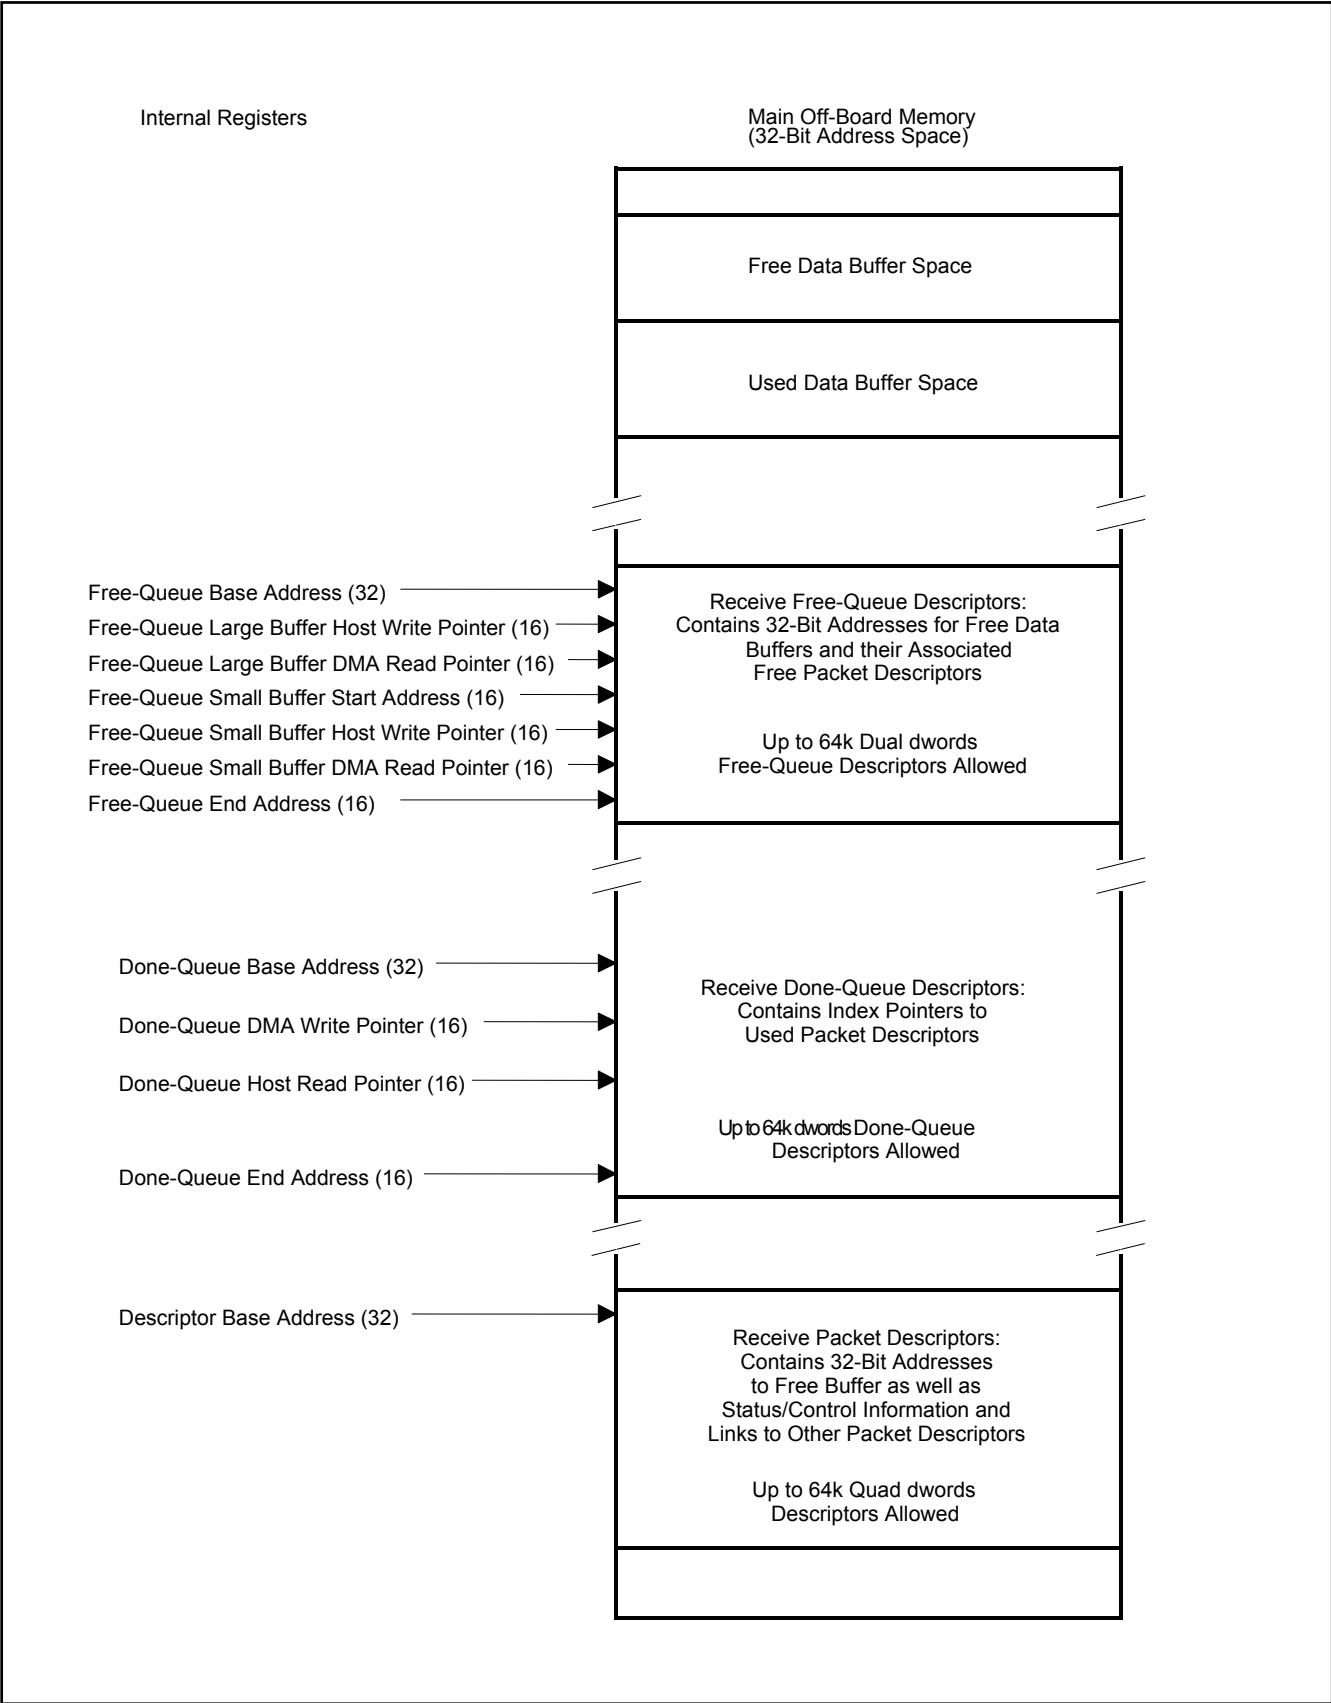 Internal Registers
Main Off-Board Memory
(32-Bit Address Space)
Free Data Buffer Space
Used Data Buffer Space
Free-Queue Base Address (32)
Free-Queue Large Buffer Host Write Pointer (16)
Free-Queue Large Buffer DMA Read Pointer (16)
Free-Queue Small Buffer Start Address (16)
Free-Queue Small Buffer Host Write Pointer (16)
Free-Queue Small Buffer DMA Read Pointer (16)
Free-Queue End Address (16)
Receive Free-Queue Descriptors:
Contains 32-Bit Addresses for Free Data
Buffers and their Associated
Free Packet Descriptors
Up to 64k Dual dwords
Free-Queue Descriptors Allowed
Done-Queue Base Address (32)
Done-Queue DMA Write Pointer (16)
Done-Queue Host Read Pointer (16)
Done-Queue End Address (16)
Receive Done-Queue Descriptors:
Contains Index Pointers to
Used Packet Descriptors
Up to 64k dwords Done-Queue
Descriptors Allowed
Descriptor Base Address (32)
Receive Packet Descriptors:
Contains 32-Bit Addresses
to Free Buffer as well as
Status/Control Information and
Links to Other Packet Descriptors
Up to 64k Quad dwords
Descriptors Allowed